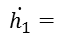 ḣ₁ =